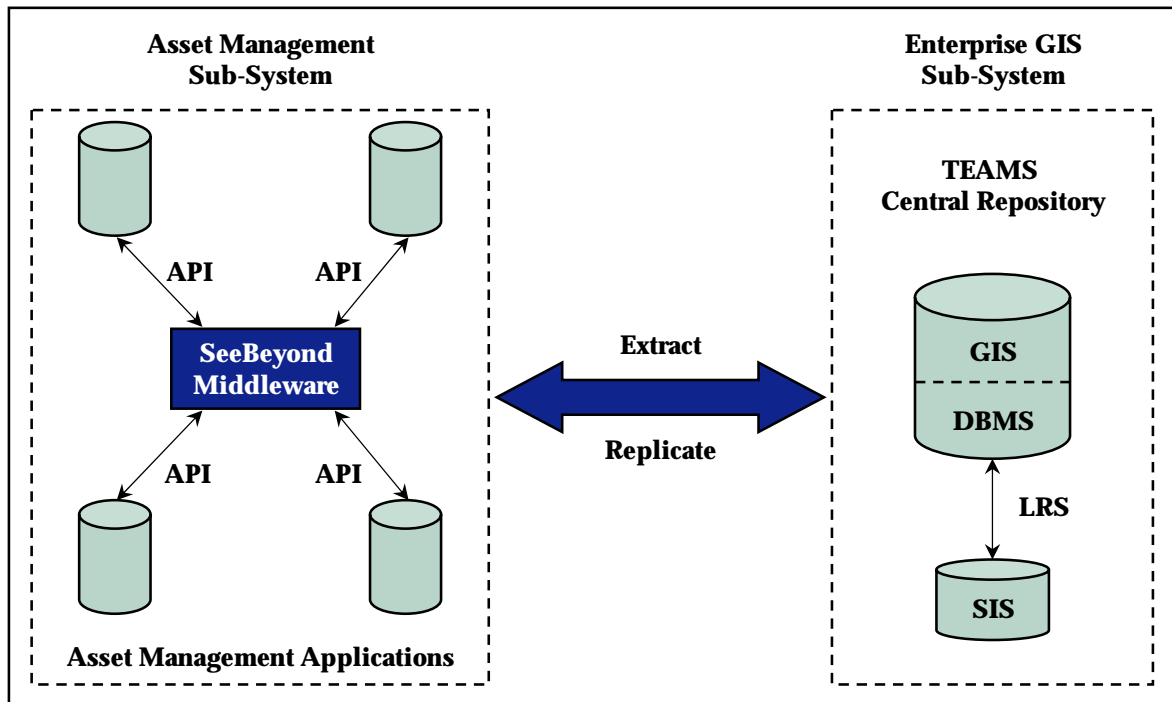 Asset Management
Sub-System
Enterprise GIS
Sub-System
TEAMS
Central Repository
API
API
SeeBeyond
Middleware
API
API
Asset Management Applications
Extract
Replicate
GIS
DBMS
LRS
SIS